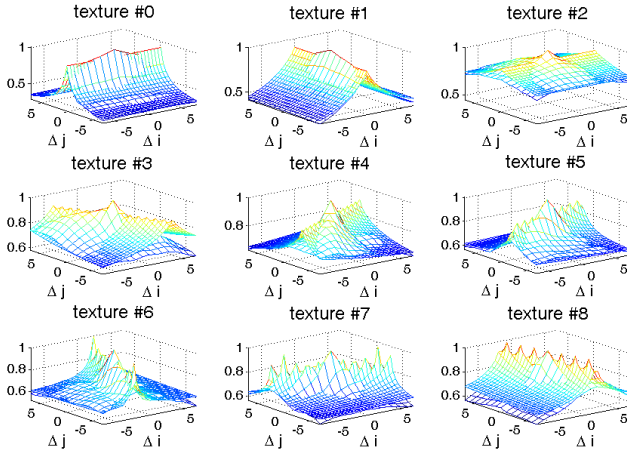 texture #0
texture #1
texture #2
1
0.5
5
0
-5
Δ j
-5
0
5
Δ i
1
0.5
5
0
-5
Δ j
-5
0
5
Δ i
1
0.5
5
0
-5
Δ j
-5
0
5
Δ i
texture #3
texture #4
texture #5
1
0.8
0.6
5
0
-5
Δ j
-5
0
5
Δ i
1
0.8
5
0
-5
Δ j
-5
0
5
Δ i
1
0.8
0.6
5
0
-5
Δ j
-5
0
5
Δ i
texture #6
texture #7
texture #8
1
0.8
0.6
5
0
-5
Δ j
-5
0
5
Δ i
1
0.8
0.6
5
0
-5
Δ j
-5
0
5
Δ i
1
0.8
0.6
5
0
-5
Δ j
-5
0
5
Δ i